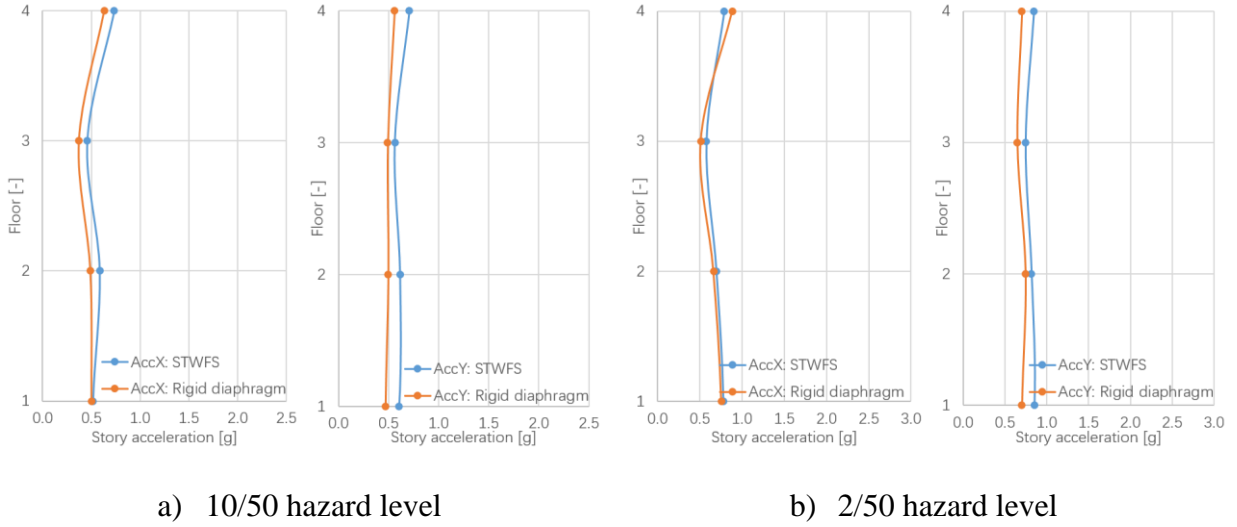 4
3
2
1
Floor [-]
AccX: STWFS
AccX: Rigid diaphragm
0.0 0.5 1.0 1.5 2.0 2.5
Story acceleration [g]
4
3
2
1
Floor [-]
AccY: STWFS
AccY: Rigid diaphragm
0.0 0.5 1.0 1.5 2.0 2.5
Story acceleration [g]
4
3
2
1
Floor [-]
AccX: STWFS
AccX: Rigid diaphragm
0.0 0.5 1.0 1.5 2.0 2.5 3.0
Story acceleration [g]
4
3
2
1
Floor [-]
AccY: STWFS
AccY: Rigid diaphragm
0.0 0.5 1.0 1.5 2.0 2.5 3.0
Story acceleration [g]
a) 10/50 hazard level
b) 2/50 hazard level